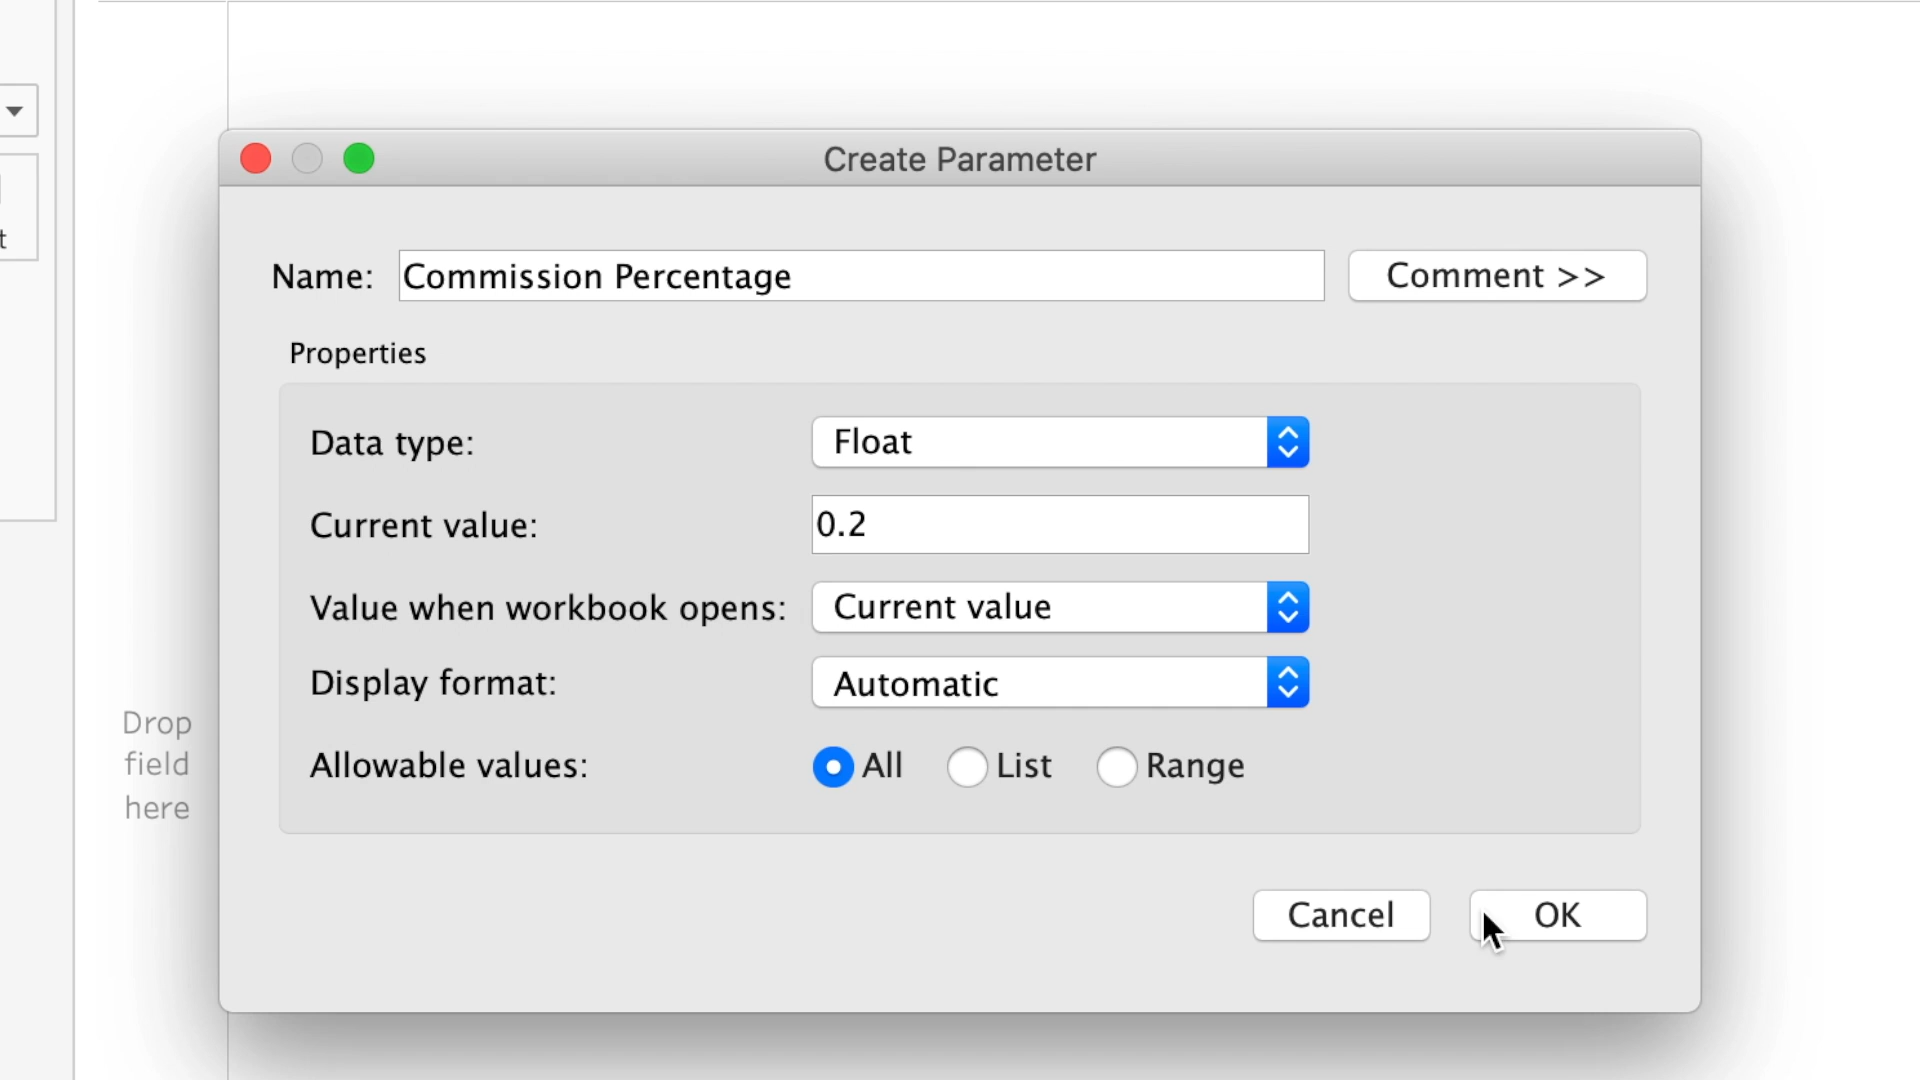 t
Create Parameter
Name: Commission Percentage Comment >>
Properties
Data type: Float
Current value: 0.2
Value when workbook opens: Current value
Display format: Automatic
Allowable values: All List Range
Drop
field
here
Cancel OK